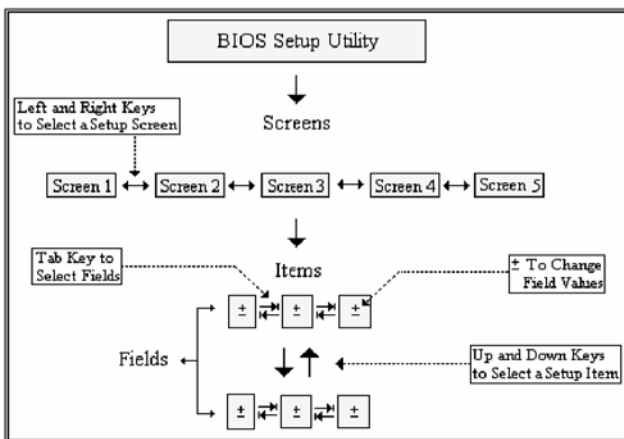 BIOS Setup Utility
Left and Right Keys
to Select a Setup Screen
Screens
Screen 1
Screen 2
Screen 3
Screen 4
Screen 5
Tab Key to
Select Fields
Items
± To Change
Field Values
± ± ±
Fields
Up and Down Keys
to Select a Setup Item
± ± ±